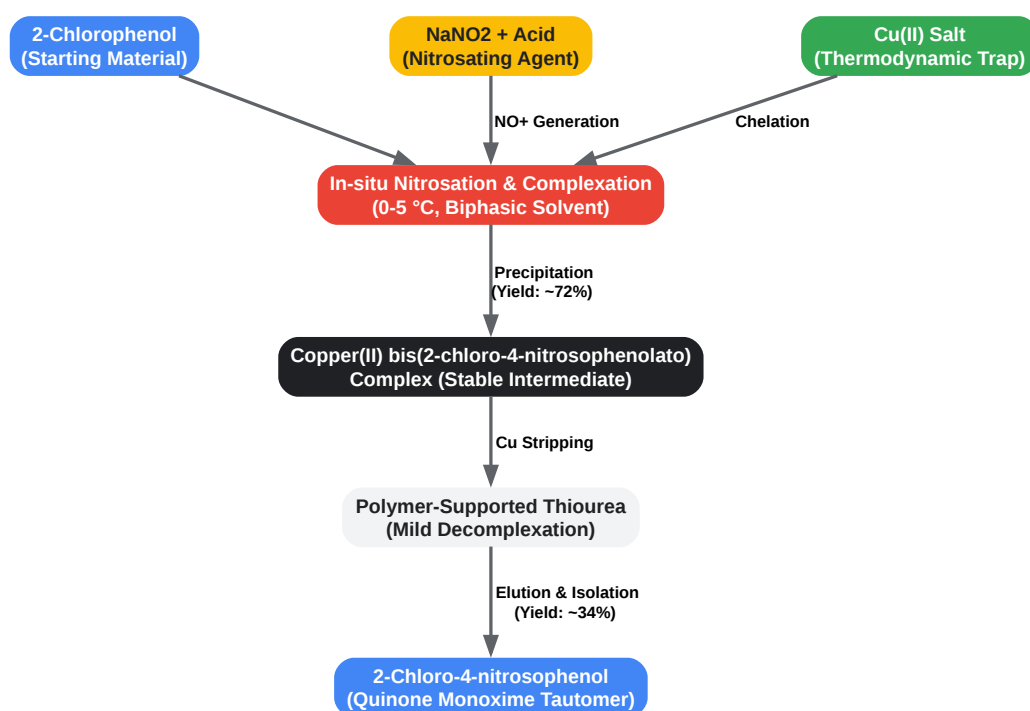 2-Chlorophenol
(Starting Material)
NaNO2 + Acid
(Nitrosating Agent)
Cu(II) Salt
(Thermodynamic Trap)
NO+ Generation
Chelation
In-situ Nitrosation & Complexation
(0-5 °C, Biphasic Solvent)
Precipitation
(Yield: ~72%)
Copper(II) bis(2-chloro-4-nitrosophenolato)
Complex (Stable Intermediate)
Cu Stripping
Polymer-Supported Thiourea
(Mild Decomplexation)
Elution & Isolation
(Yield: ~34%)
2-Chloro-4-nitrosophenol
(Quinone Monoxime Tautomer)